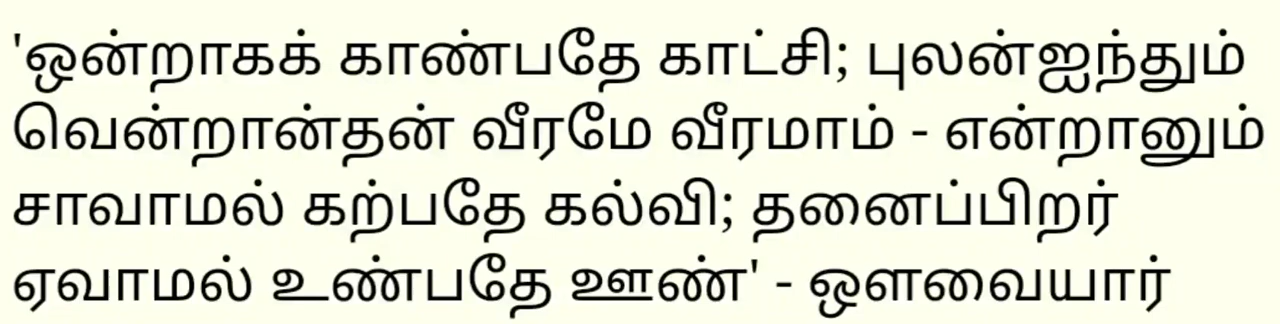 'ஒன்றாகக் காண்பதே காட்சி; புலன்ஐந்தும்
வென்றான்தன் வீரமே வீரமாம் - என்றானும்
சாவாமல் கற்பதே கல்வி; தனைப்பிறர்
ஏவாமல் உண்பதே ஊண்' - ஔவையார்